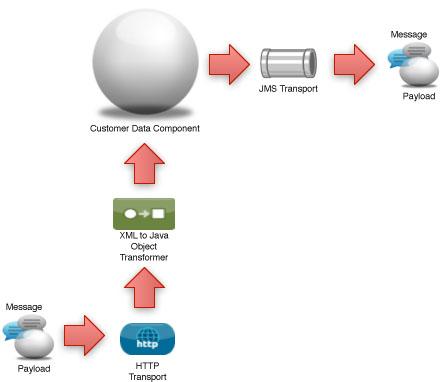 Message
Payload
JMS Transport
Customer Data Component
XML to Java
Object
Transformer
Message
Payload
http
HTTP
Transport